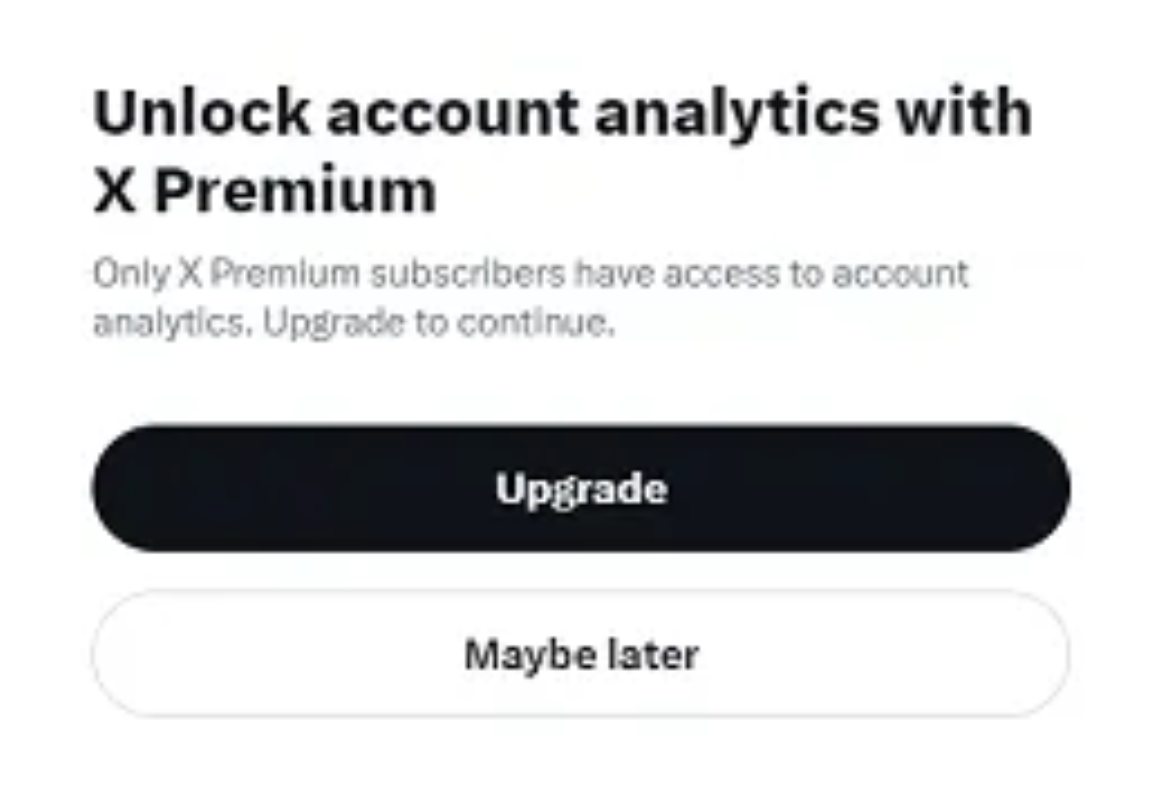 Unlock account analytics with
X Premium
Only X Premium subscribers have access to account
analytics. Upgrade to continue.
Upgrade
Maybe later